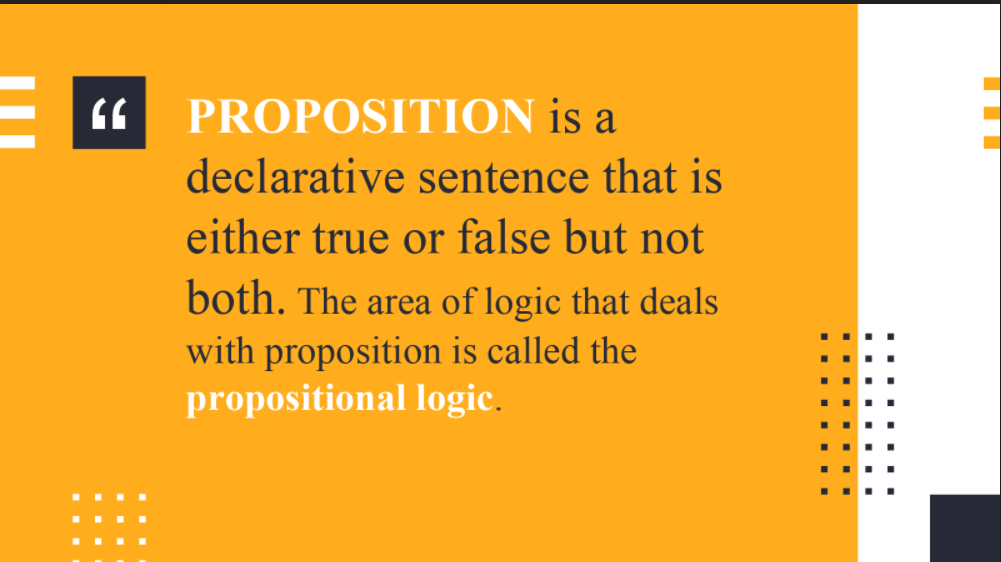 “
PROPOSITION is a
declarative sentence that is
either true or false but not
both. The area of logic that deals
with proposition is called the
propositional logic.